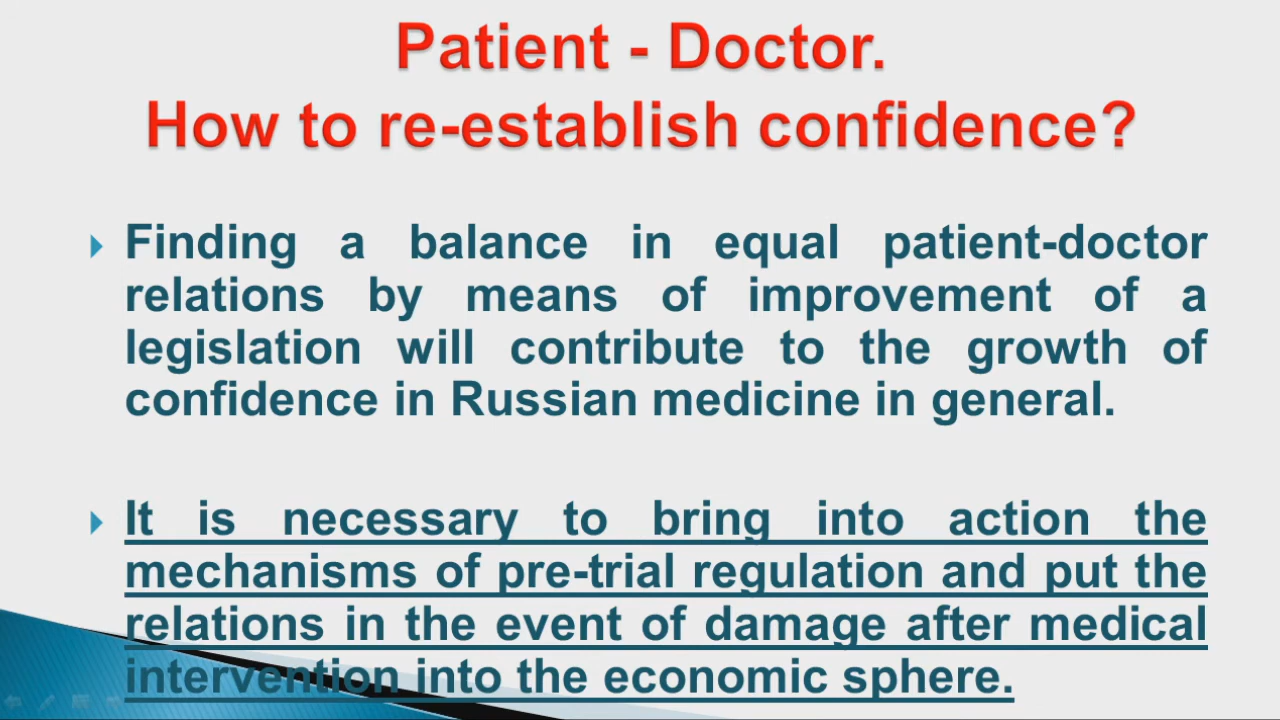 Patient - Doctor.
How to re-establish confidence?
Finding a balance in equal patient-doctor
relations by means of improvement of a
legislation will contribute to the growth of
confidence in Russian medicine in general.
It is necessary to bring into action the
mechanisms of pre-trial regulation and put the
relations in the event of damage after medical
intervention into the economic sphere.